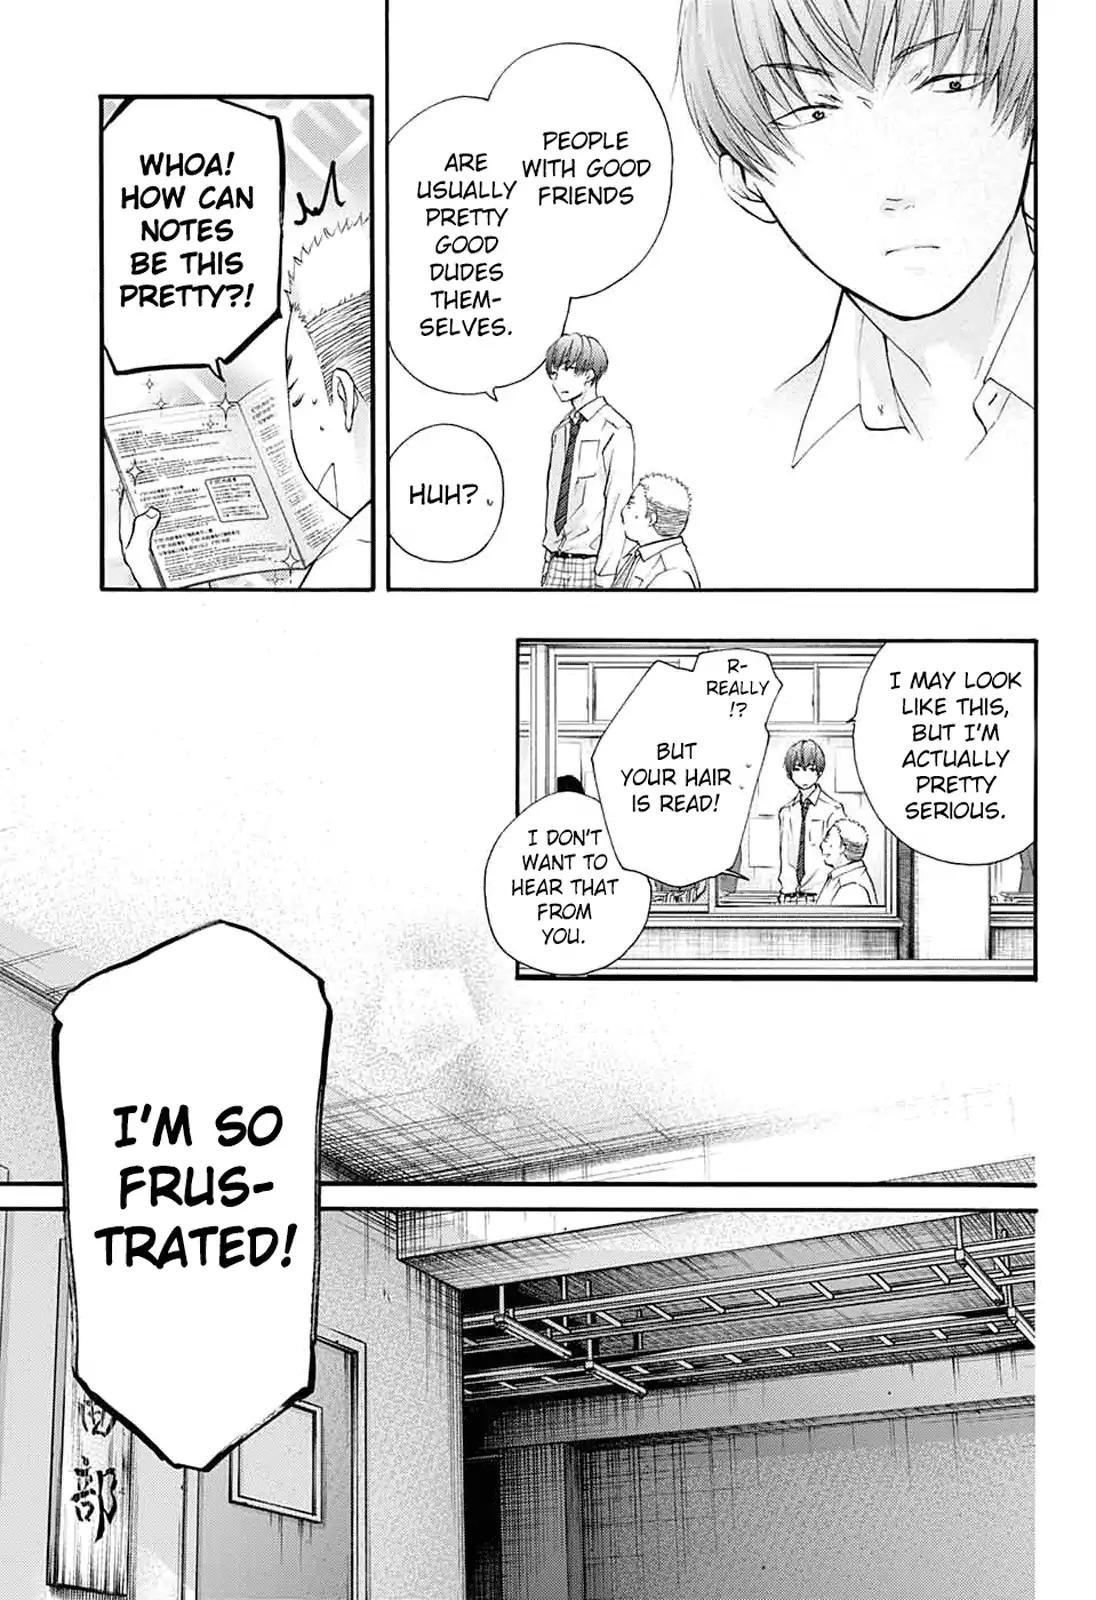 PEOPLE
WITH GOOD
FRIENDS
ARE
USUALLY
PRETTY
GOOD
DUDES
THEM-
SELVES.
HUH?
WHOA!
HOW CAN
NOTES
BE THIS
PRETTY?!
I MAY LOOK
LIKE THIS,
BUT I'M
ACTUALLY
PRETTY
SERIOUS.
R-
REALLY
!?
BUT
YOUR HAIR
IS READ!
I DON'T
WANT TO
HEAR THAT
FROM
YOU.
I'M SO
FRUS-
TRATED!
部